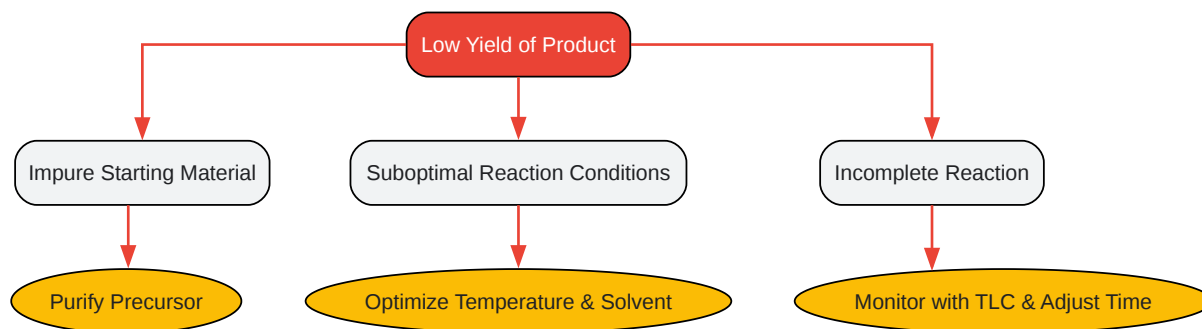 Low Yield of Product
Impure Starting Material
Suboptimal Reaction Conditions
Incomplete Reaction
Purify Precursor
Optimize Temperature & Solvent
Monitor with TLC & Adjust Time